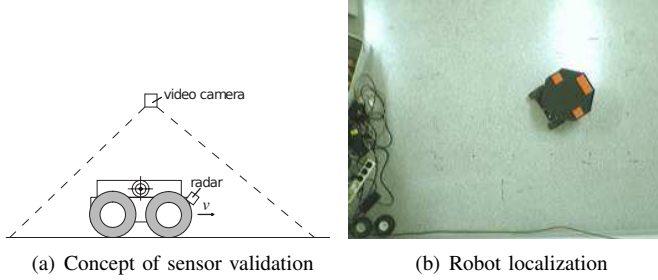 video camera
radar
v
(a) Concept of sensor validation
(b) Robot localization